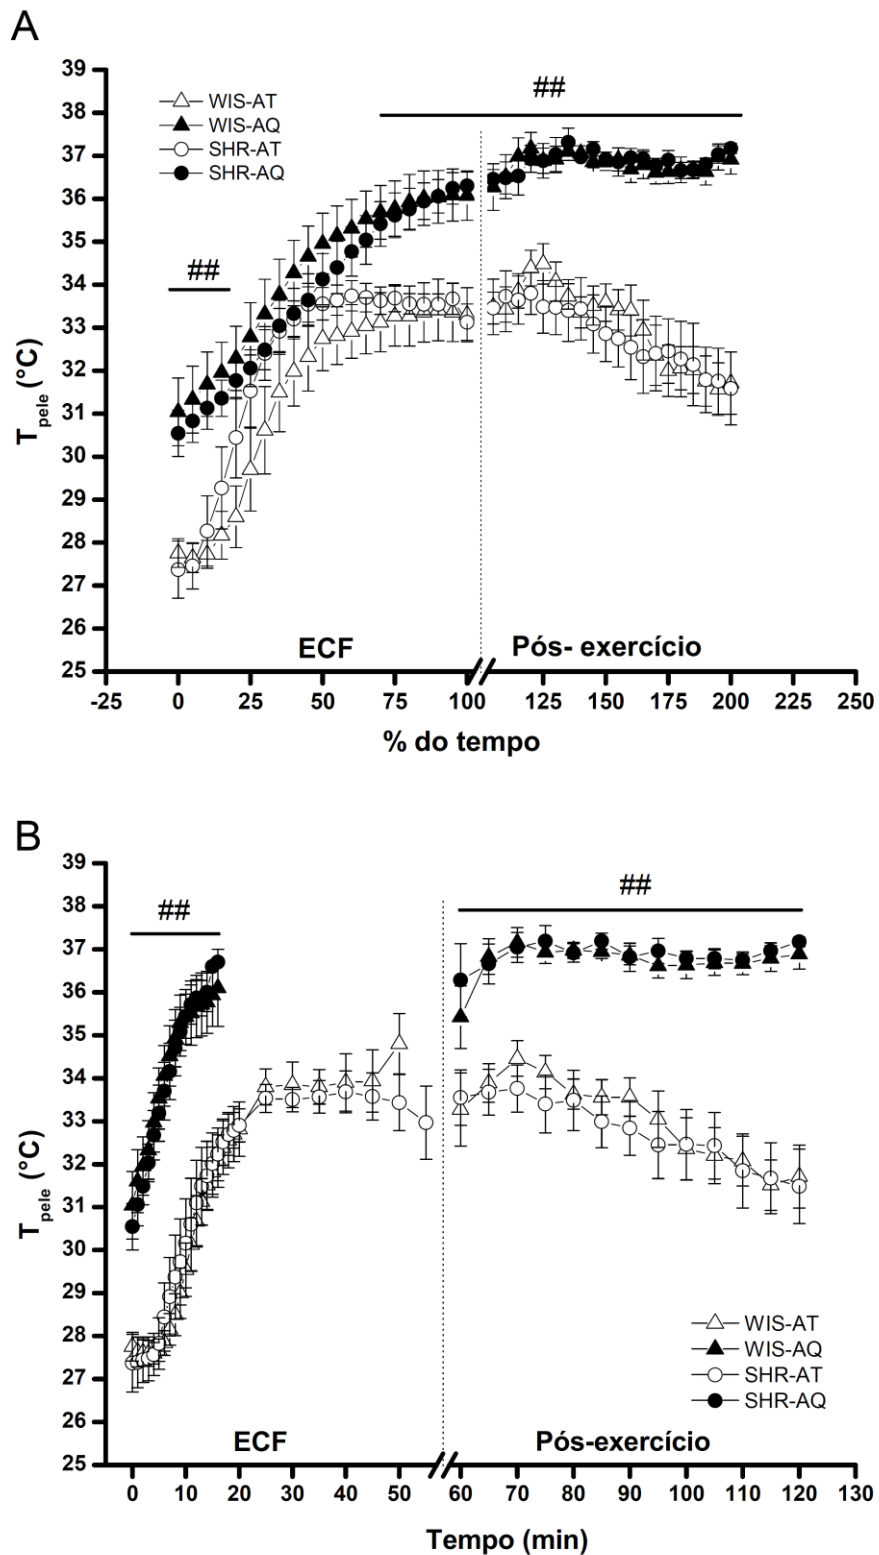 A
39
38
37
36
35
34
33
32
31
30
29
28
27
26
25
T pele (°C)
WIS-AT
WIS-AQ
SHR-AT
SHR-AQ
##
##
ECF
Pós- exercício
-25 0 25 50 75 100 125 150 175 200 225 250
% do tempo
B
39
38
37
36
35
34
33
32
31
30
29
28
27
26
25
T pele (°C)
##
##
WIS-AT
WIS-AQ
SHR-AT
SHR-AQ
ECF
Pós-exercício
0 10 20 30 40 50 60 70 80 90 100 110 120 130
Tempo (min)